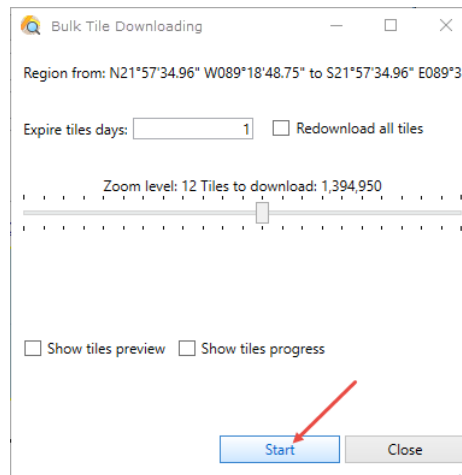 Bulk Tile Downloading
Region from: N21°57'34.96" W089°18'48.75" to S21°57'34.96" E089°3
Expire tiles days: 1 Redownload all tiles
Zoom level: 12 Tiles to download: 1,394,950
Show tiles preview Show tiles progress
Start Close